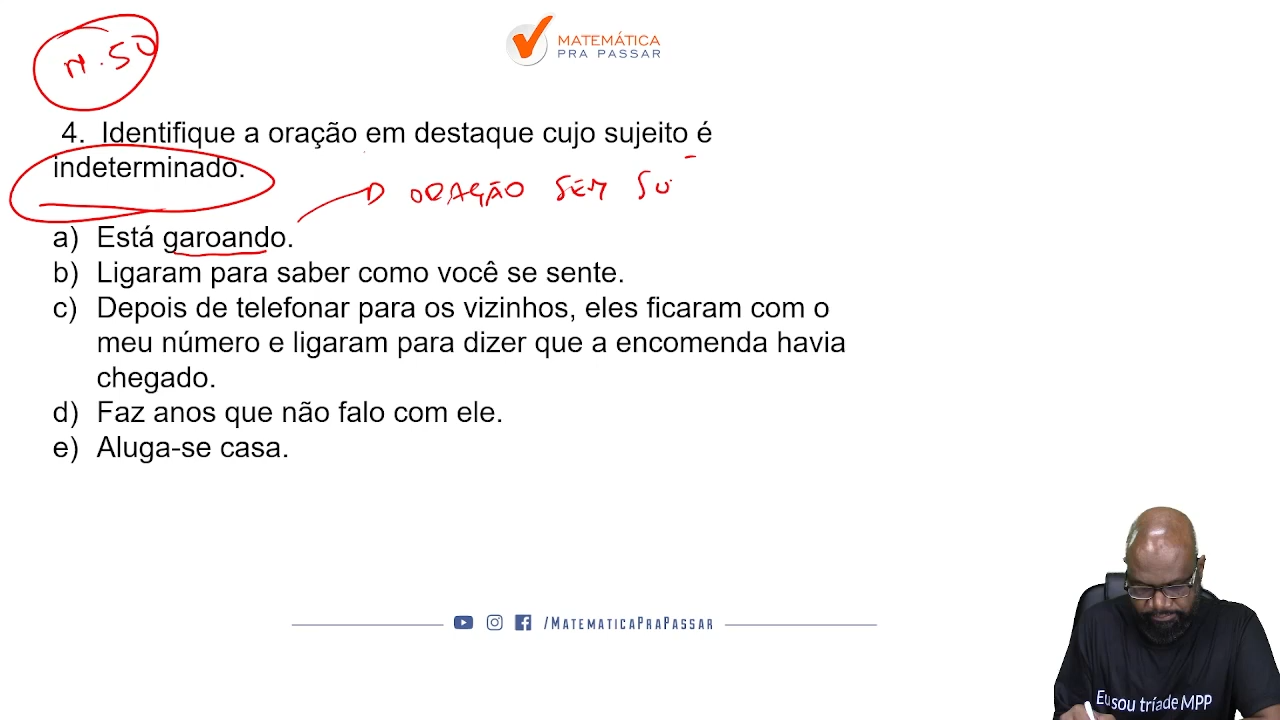 MATEMÁTICA
PRA PASSAR
4. Identifique a oração em destaque cujo sujeito é
indeterminado.
ORAÇÃO SEM SU
a) Está garoando.
b) Ligaram para saber como você se sente.
c) Depois de telefonar para os vizinhos, eles ficaram com o
meu número e ligaram para dizer que a encomenda havia
chegado.
d) Faz anos que não falo com ele.
e) Aluga-se casa.
/MATEMATICAPRAPASSAR
Eu sou tríade MPP